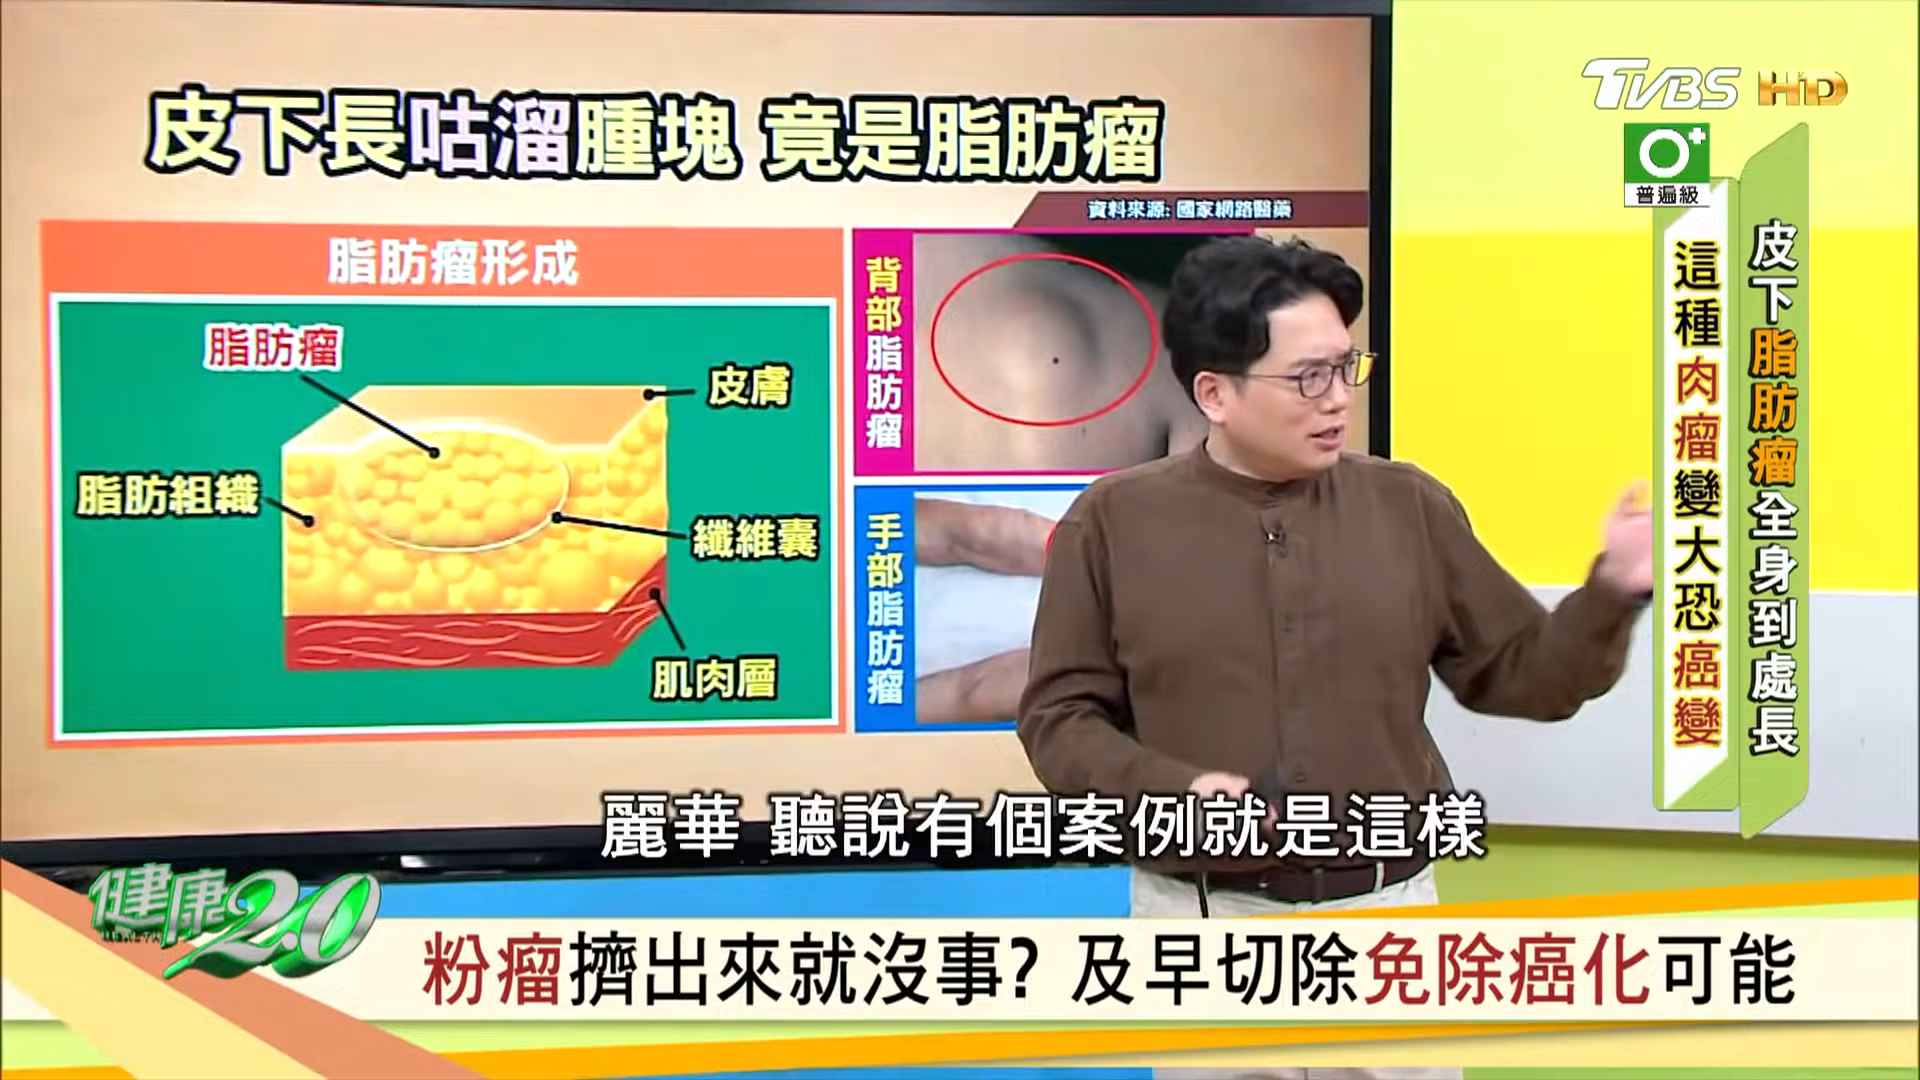 皮下長咕溜腫塊 竟是脂肪瘤
資料來源: 國家網路醫藥
脂肪瘤形成
脂肪瘤
皮膚
脂肪組織
纖維囊
肌肉層
背部脂肪瘤
手部脂肪瘤
TVBS HD
普遍級
皮下脂肪瘤全身到處長
這種肉瘤變大恐癌變
麗華 聽說有個案例就是這樣
健康2.0
HEALTH
粉瘤擠出來就沒事? 及早切除免除癌化可能